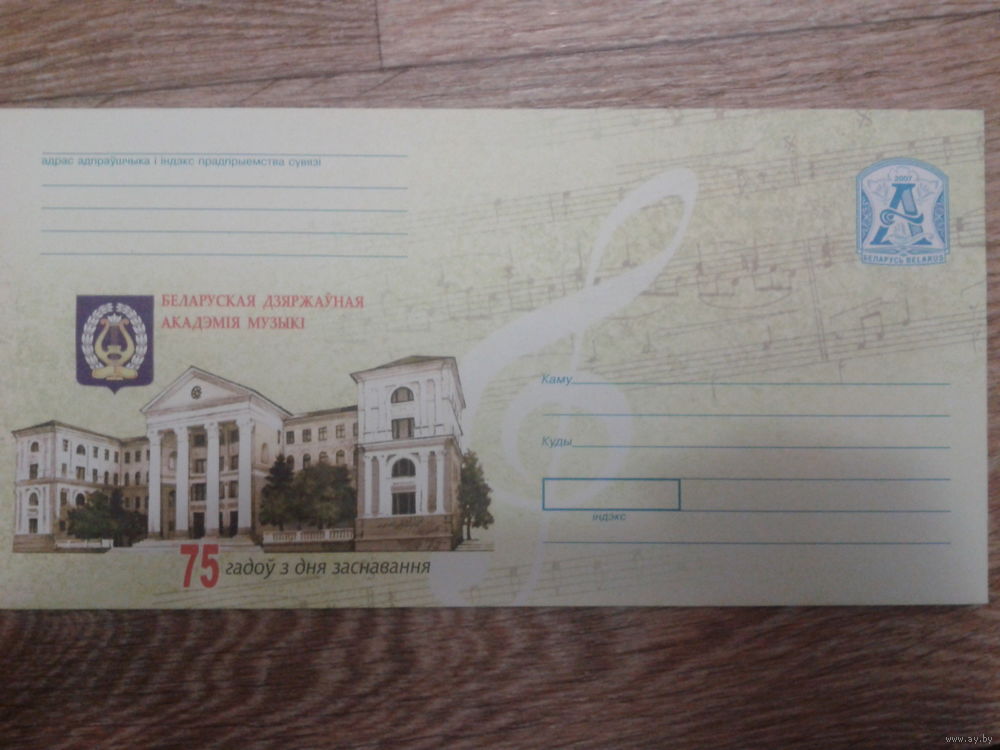 адрас адпраўшчыка і індэкс прадпрыемства сувязі
2007
А
БЕЛАРУСЬ BELARUS
БЕЛАРУСКАЯ ДЗЯРЖАЎНАЯ
АКАДЭМІЯ МУЗЫКІ
Каму
Куды
індэкс
75 гадоў з дня заснавання
www.ay.by